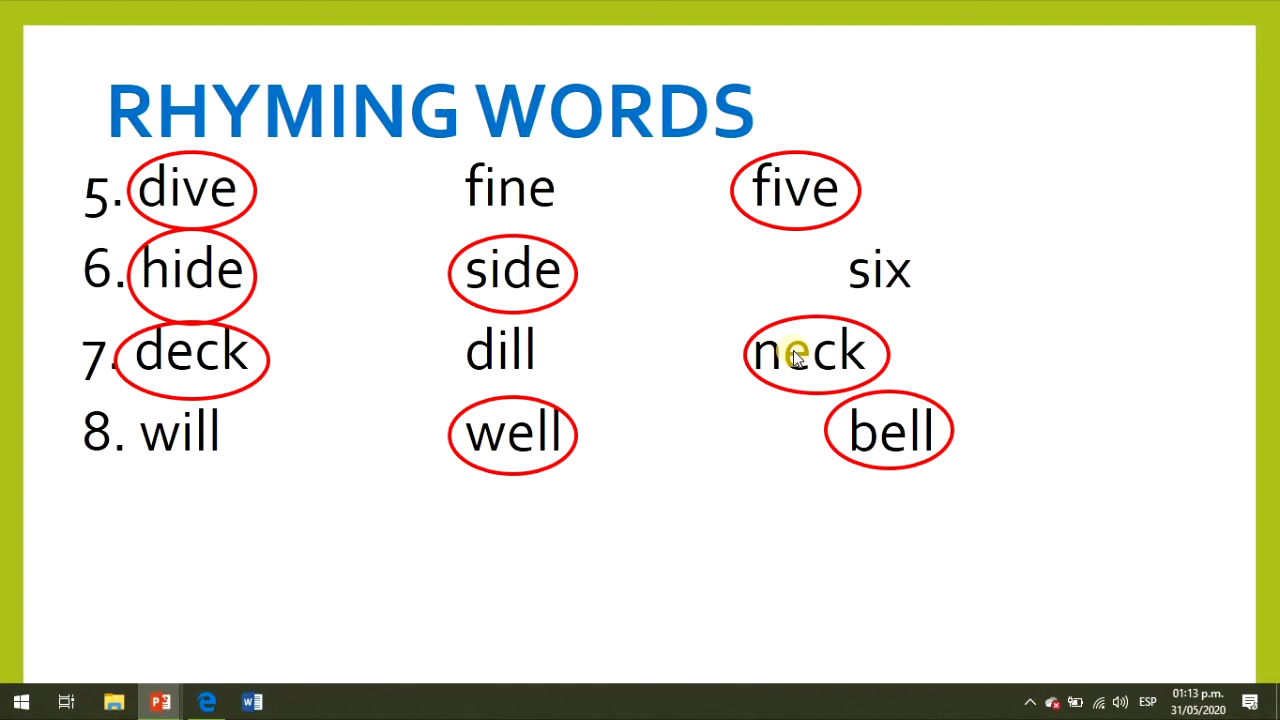 RHYMING WORDS
5. dive fine five
6. hide side six
7. deck dill neck
8. will well bell
ESP
01:13 p.m.
31/05/2020